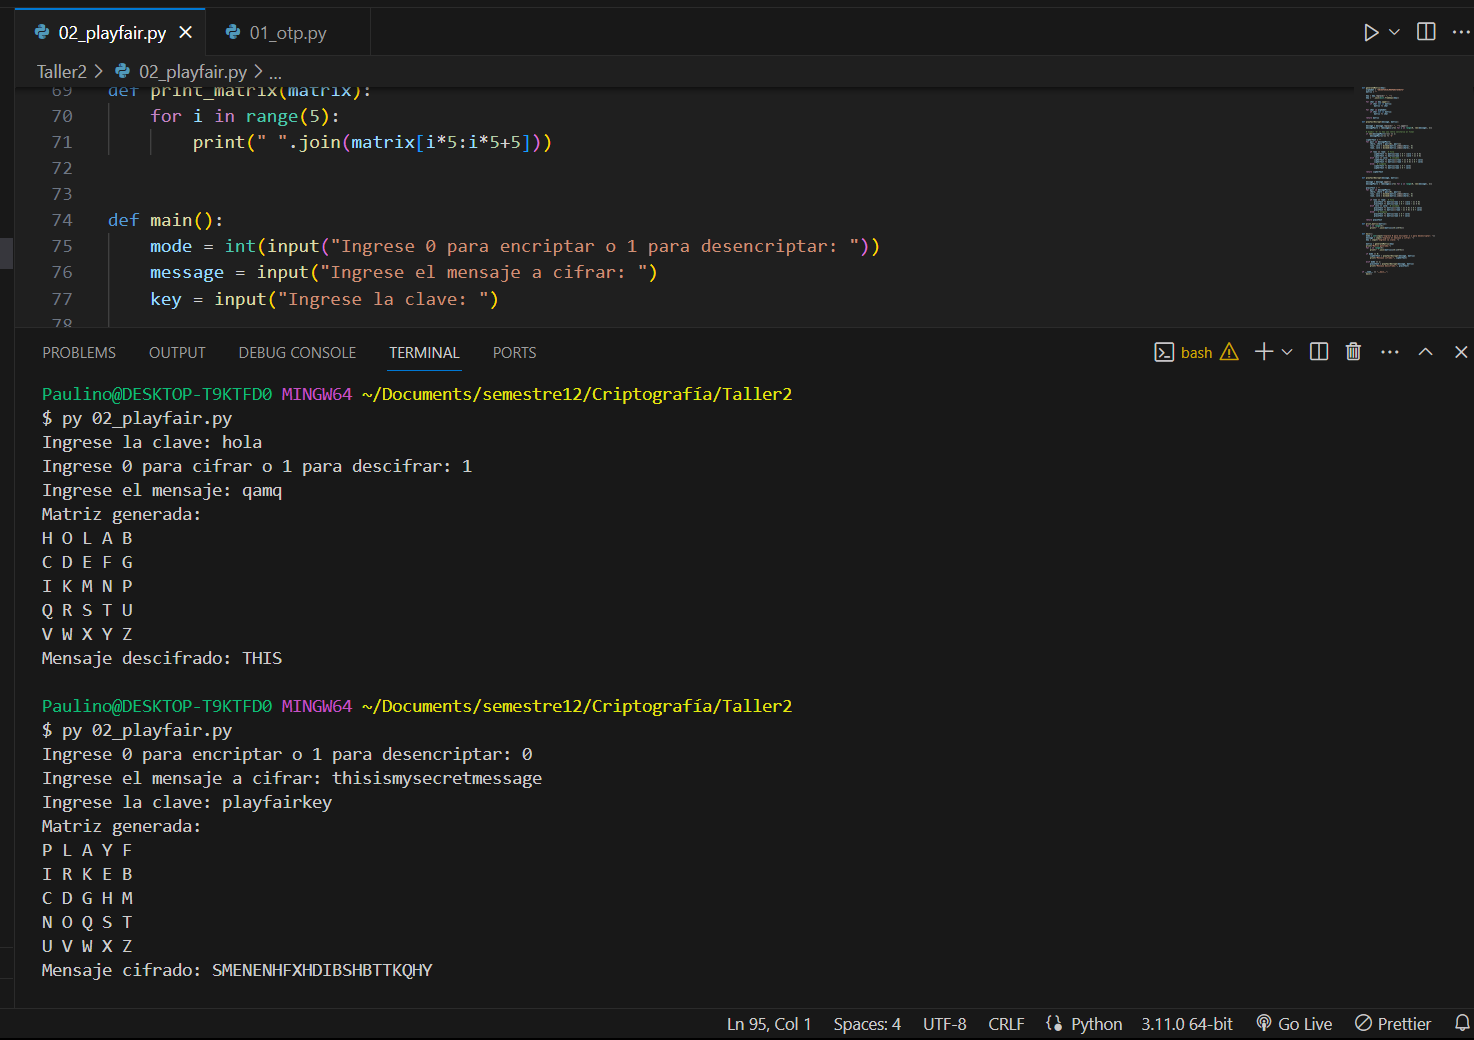 02_playfair.py
01_otp.py
Taller2 > 02_playfair.py > ...
69 def print_matrix(matrix):
70 for i in range(5):
71 print(" ".join(matrix[i*5:i*5+5]))
72
73
74 def main():
75 mode = int(input("Ingrese 0 para encriptar o 1 para desencriptar: "))
76 message = input("Ingrese el mensaje a cifrar: ")
77 key = input("Ingrese la clave: ")
78
PROBLEMS OUTPUT DEBUG CONSOLE TERMINAL PORTS bash
Paulino@DESKTOP-T9KTFD0 MINGW64 ~/Documents/semestre12/Criptografía/Taller2
$ py 02_playfair.py
Ingrese la clave: hola
Ingrese 0 para cifrar o 1 para descifrar: 1
Ingrese el mensaje: qamq
Matriz generada:
H O L A B
C D E F G
I K M N P
Q R S T U
V W X Y Z
Mensaje descifrado: THIS
Paulino@DESKTOP-T9KTFD0 MINGW64 ~/Documents/semestre12/Criptografía/Taller2
$ py 02_playfair.py
Ingrese 0 para encriptar o 1 para desencriptar: 0
Ingrese el mensaje a cifrar: thisismysecretmessage
Ingrese la clave: playfairkey
Matriz generada:
P L A Y F
I R K E B
C D G H M
N O Q S T
U V W X Z
Mensaje cifrado: SMENENHFXHDIBSHBTTKQHY
Ln 95, Col 1 Spaces: 4 UTF-8 CRLF Python 3.11.0 64-bit Go Live Prettier